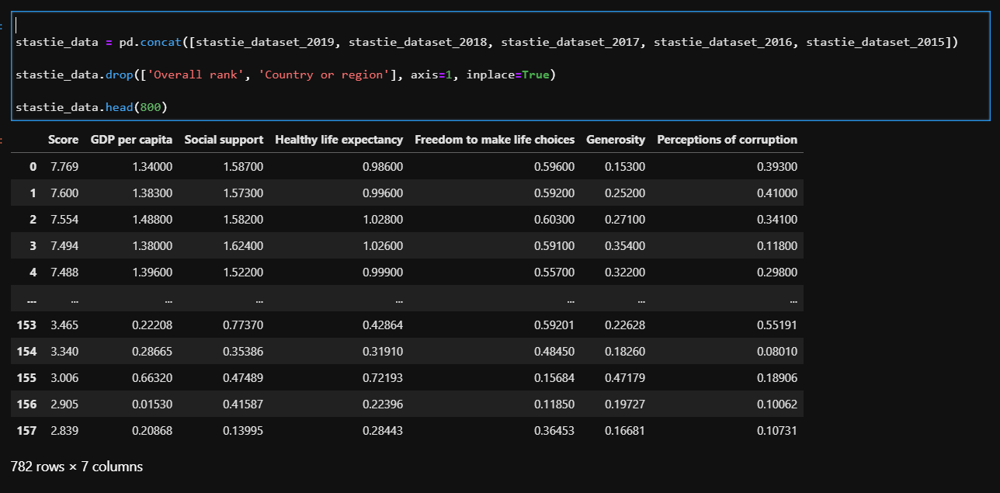 stastie_data = pd.concat([stastie_dataset_2019, stastie_dataset_2018, stastie_dataset_2017, stastie_dataset_2016, stastie_dataset_2015])
stastie_data.drop(['Overall rank', 'Country or region'], axis=1, inplace=True)
stastie_data.head(800)
Score GDP per capita Social support Healthy life expectancy Freedom to make life choices Generosity Perceptions of corruption
0 7.769 1.34000 1.58700 0.98600 0.59600 0.15300 0.39300
1 7.600 1.38300 1.57300 0.99600 0.59200 0.25200 0.41000
2 7.554 1.48800 1.58200 1.02800 0.60300 0.27100 0.34100
3 7.494 1.38000 1.62400 1.02600 0.59100 0.35400 0.11800
4 7.488 1.39600 1.52200 0.99900 0.55700 0.32200 0.29800
... ... ... ... ... ... ... ...
153 3.465 0.22208 0.77370 0.42864 0.59201 0.22628 0.55191
154 3.340 0.28665 0.35386 0.31910 0.48450 0.18260 0.08010
155 3.006 0.66320 0.47489 0.72193 0.15684 0.47179 0.18906
156 2.905 0.01530 0.41587 0.22396 0.11850 0.19727 0.10062
157 2.839 0.20868 0.13995 0.28443 0.36453 0.16681 0.10731
782 rows × 7 columns